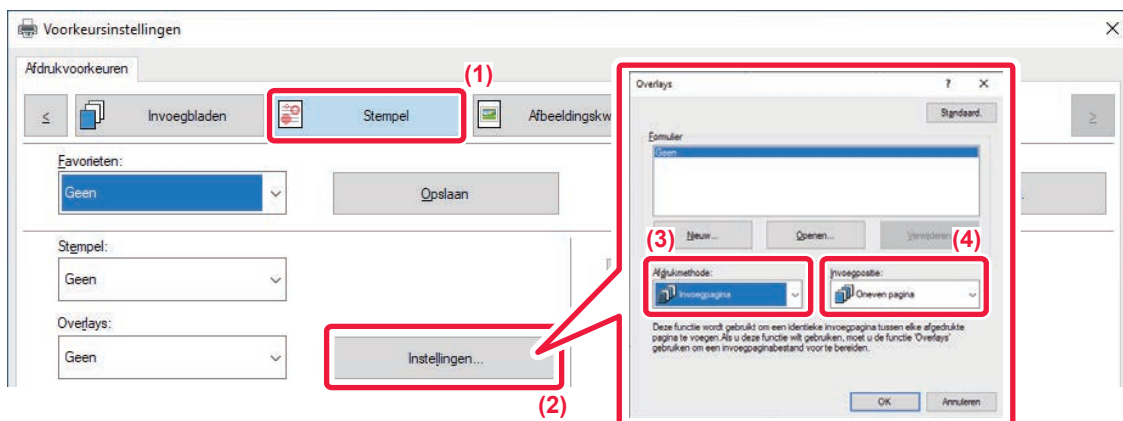 Voorkeursinstellingen
Afdrukvoorkeuren
(1)
<
Invoegbladen
Stempel
Afbeeldingskw
>
Favorieten:
Geen
Opslaan
Stempel:
Geen
Overlays:
Geen
Instellingen...
(2)
Overlays
?
Standaard.
Formulier
Geen
Nieuw...
Openen...
Verwijderen
(3)
(4)
Afdrukmethode:
Invoegpagina
Invoegpositie:
Oneven pagina
Deze functie wordt gebruikt om een identieke invoegpagina tussen elke afgedrukte
pagina te voegen.Als u deze functie wilt gebruiken, moet u de functie 'Overlays'
gebruiken om een invoegpaginabestand voor te bereiden.
OK
Annuleren